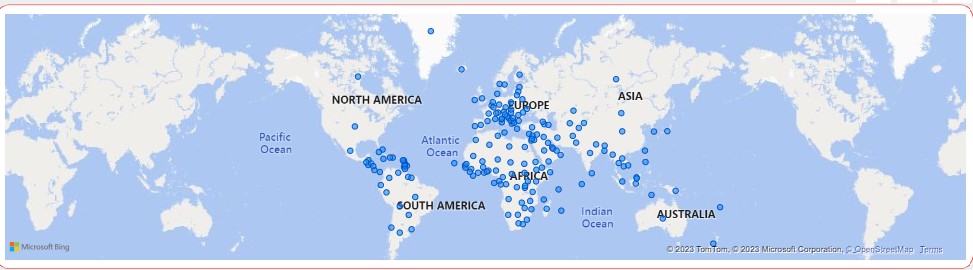 NORTH AMERICA
EUROPE
ASIA
Pacific
Ocean
Atlantic
Ocean
AFRICA
SOUTH AMERICA
Indian
Ocean
AUSTRALIA
Microsoft Bing
© 2023 TomTom, © 2023 Microsoft Corporation, © OpenStreetMap Terms